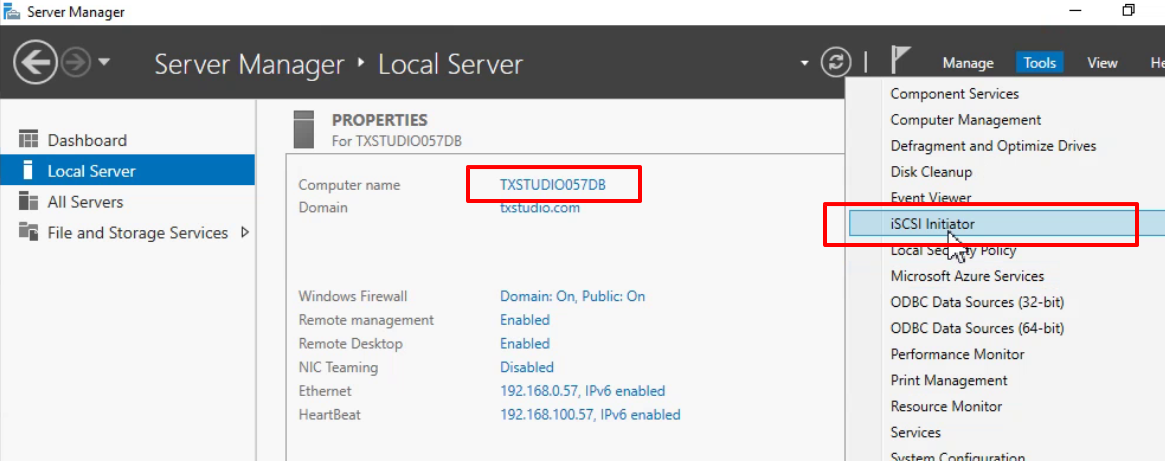 Server Manager
Server Manager ‣ Local Server
Manage Tools View He
Dashboard
Local Server
All Servers
File and Storage Services
PROPERTIES
For TXSTUDIO057DB
Computer name TXSTUDIO057DB
Domain txstudio.com
Windows Firewall Domain: On, Public: On
Remote management Enabled
Remote Desktop Enabled
NIC Teaming Disabled
Ethernet 192.168.0.57, IPv6 enabled
HeartBeat 192.168.100.57, IPv6 enabled
Component Services
Computer Management
Defragment and Optimize Drives
Disk Cleanup
Event Viewer
iSCSI Initiator
Local Security Policy
Microsoft Azure Services
ODBC Data Sources (32-bit)
ODBC Data Sources (64-bit)
Performance Monitor
Print Management
Resource Monitor
Services
System Configuration